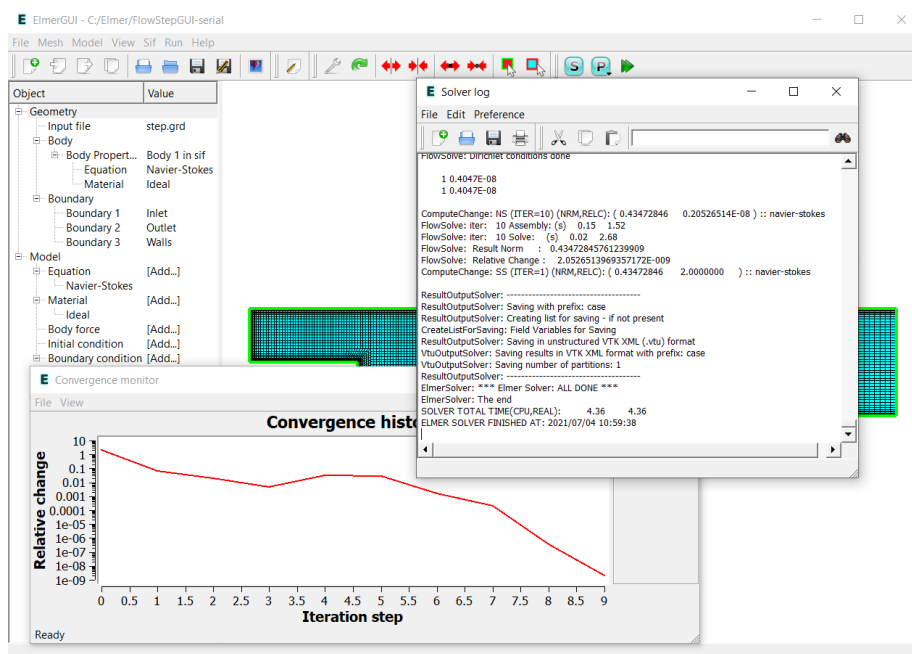 E ElmerGUI - C:/Elmer/FlowStepGUI-serial
File Mesh Model View Sif Run Help
S P
Object Value
Geometry
Input file step.grd
Body
Body Propert... Body 1 in sif
Equation Navier-Stokes
Material Ideal
Boundary
Boundary 1 Inlet
Boundary 2 Outlet
Boundary 3 Walls
Model
Equation [Add...]
Navier-Stokes
Material [Add...]
Ideal
Body force [Add...]
Initial condition [Add...]
Boundary condition [Add...]
E Solver log
File Edit Preference
FlowSolve: Dirichlet conditions done
1 0.4047E-08
1 0.4047E-08
ComputeChange: NS (ITER=10) (NRM,RELC): ( 0.43472846 0.20526514E-08 ) :: navier-stokes
FlowSolve: iter: 10 Assembly: (s) 0.15 1.52
FlowSolve: iter: 10 Solve: (s) 0.02 2.68
FlowSolve: Result Norm : 0.43472845761239909
FlowSolve: Relative Change : 2.0526513969357172E-009
ComputeChange: SS (ITER=1) (NRM,RELC): ( 0.43472846 2.0000000 ) :: navier-stokes
ResultOutputSolver: -------------------------------------
ResultOutputSolver: Saving with prefix: case
ResultOutputSolver: Creating list for saving - if not present
CreateListForSaving: Field Variables for Saving
ResultOutputSolver: Saving in unstructured VTK XML (.vtu) format
VtuOutputSolver: Saving results in VTK XML format with prefix: case
VtuOutputSolver: Saving number of partitions: 1
ResultOutputSolver: -------------------------------------
ElmerSolver: *** Elmer Solver: ALL DONE ***
ElmerSolver: The end
SOLVER TOTAL TIME(CPU,REAL): 4.36 4.36
ELMER SOLVER FINISHED AT: 2021/07/04 10:59:38
E Convergence monitor
File View
Convergence histo
Relative change
10
1
0.1
0.01
0.001
0.0001
1e-05
1e-06
1e-07
1e-08
1e-09
0 0.5 1 1.5 2 2.5 3 3.5 4 4.5 5 5.5 6 6.5 7 7.5 8 8.5 9
Iteration step
Ready